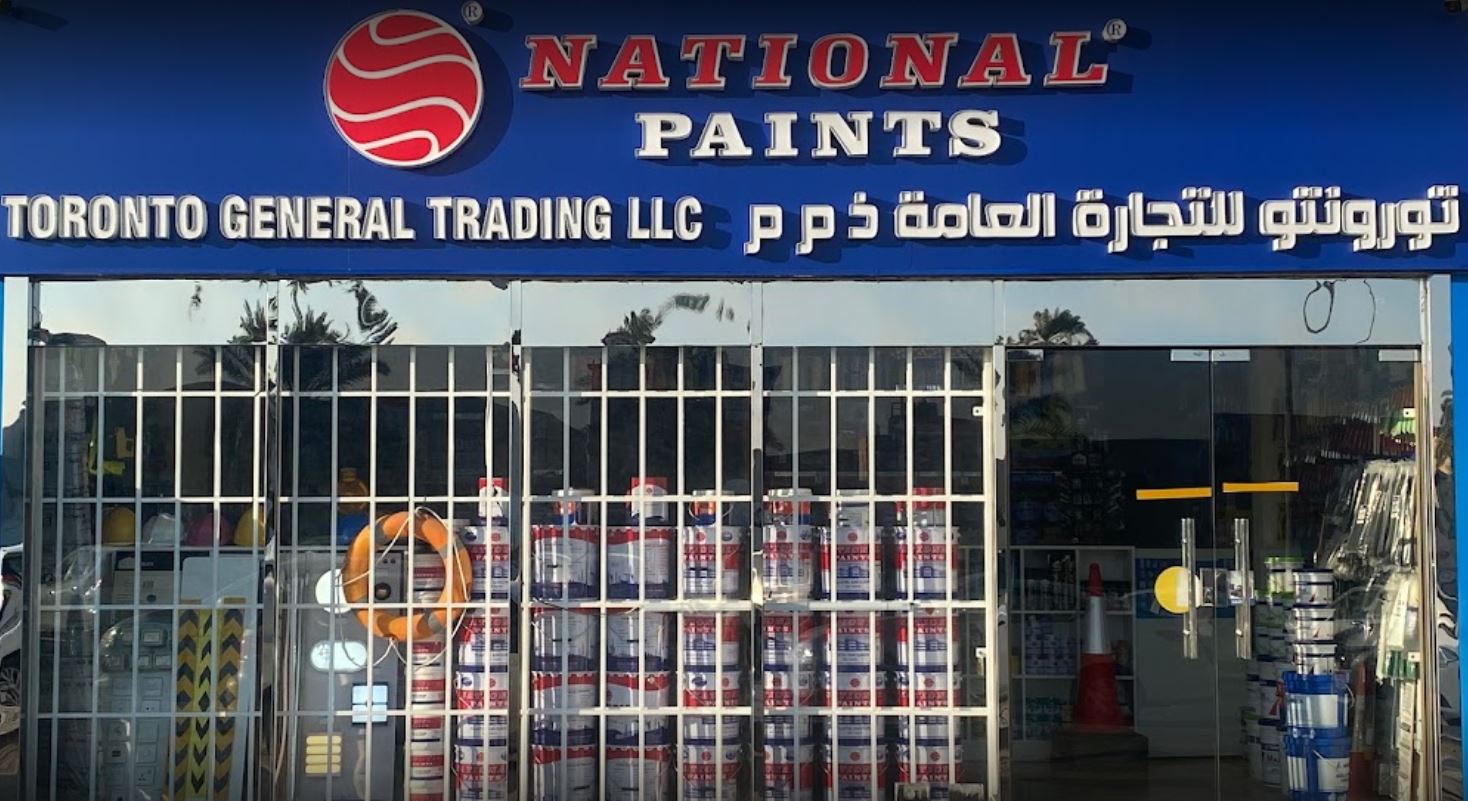 ® NATIONAL®
PAINTS
TORONTO GENERAL TRADING LLC
تورونتو للتجارة العامة ذ م م